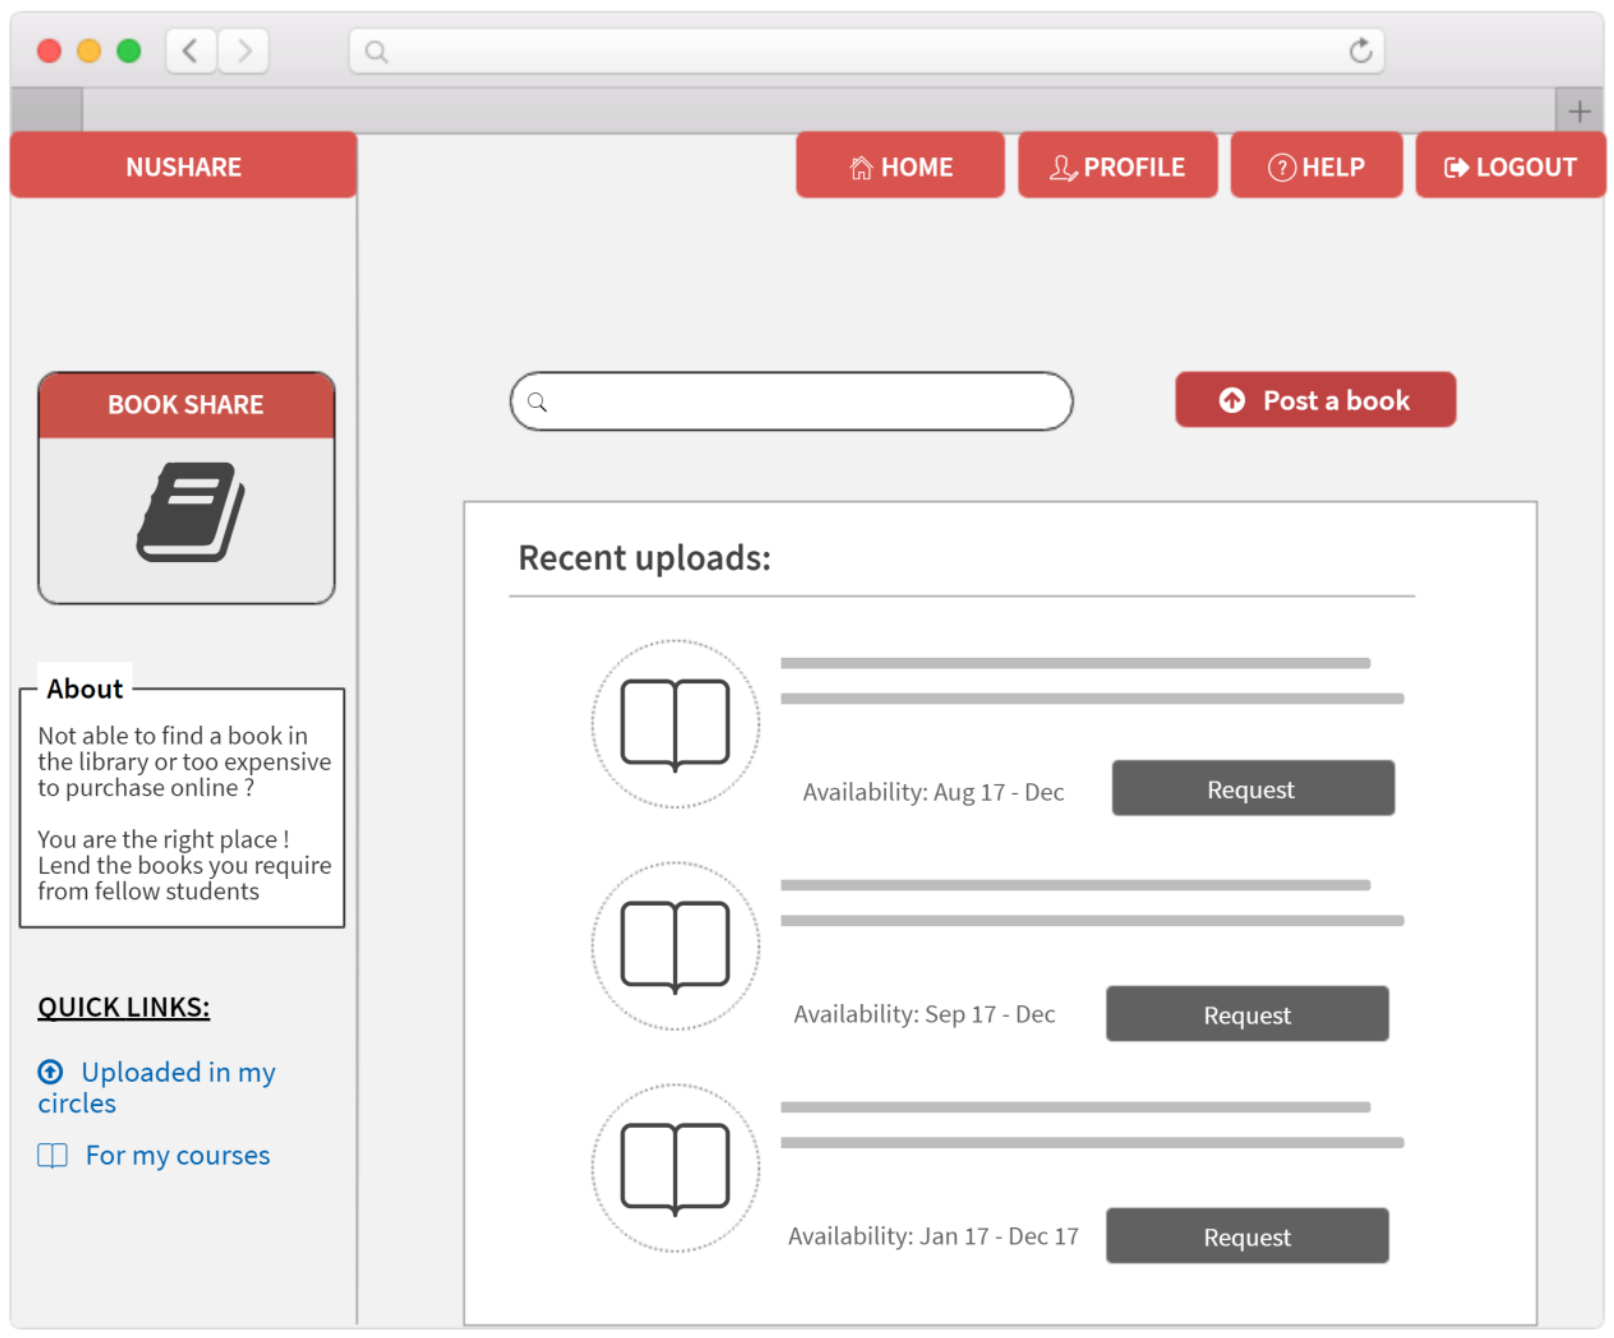 NUSHARE
HOME
PROFILE
HELP
LOGOUT
BOOK SHARE
Post a book
Recent uploads:
About
Not able to find a book in
the library or too expensive
to purchase online ?
You are the right place !
Lend the books you require
from fellow students
QUICK LINKS:
Uploaded in my
circles
For my courses
Availability: Aug 17 - Dec
Request
Availability: Sep 17 - Dec
Request
Availability: Jan 17 - Dec 17
Request